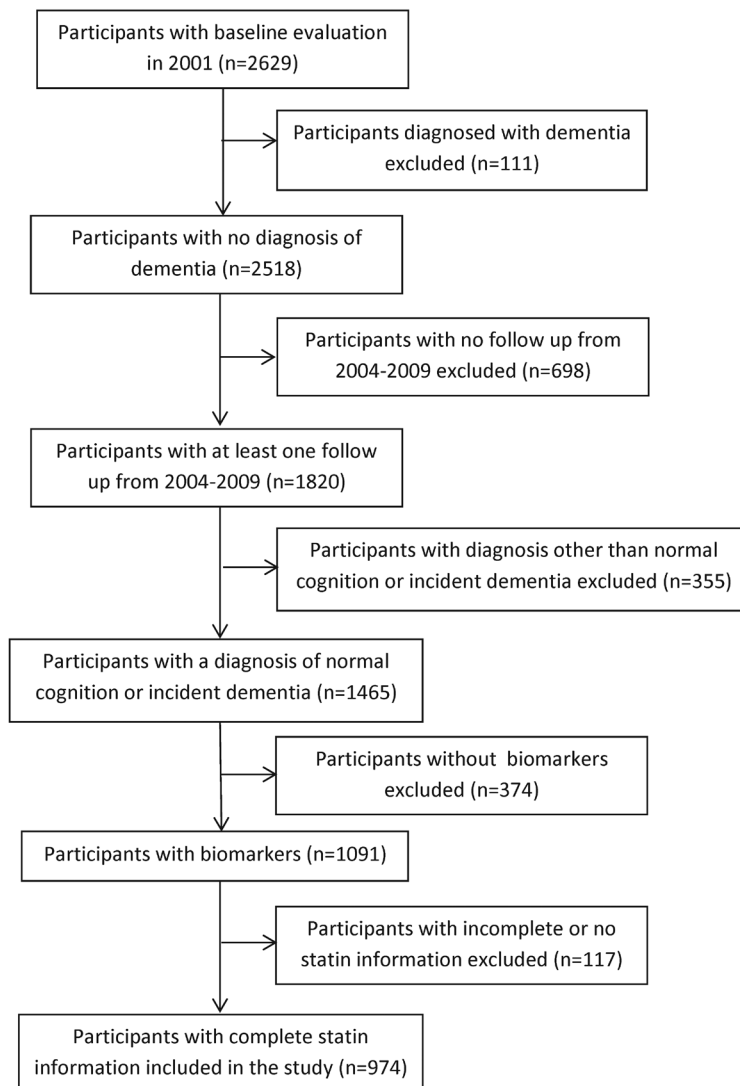 Participants with baseline evaluation
in 2001 (n=2629)
Participants diagnosed with dementia
excluded (n=111)
Participants with no diagnosis of
dementia (n=2518)
Participants with no follow up from
2004-2009 excluded (n=698)
Participants with at least one follow
up from 2004-2009 (n=1820)
Participants with diagnosis other than normal
cognition or incident dementia excluded (n=355)
Participants with a diagnosis of normal
cognition or incident dementia (n=1465)
Participants without biomarkers
excluded (n=374)
Participants with biomarkers (n=1091)
Participants with incomplete or no
statin information excluded (n=117)
Participants with complete statin
information included in the study (n=974)